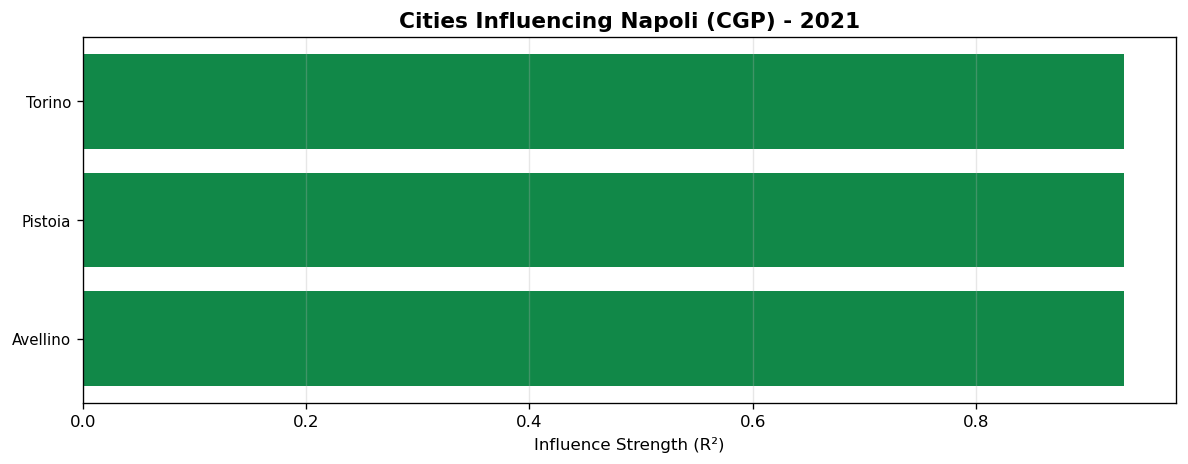 Cities Influencing Napoli (CGP) - 2021
Torino
Pistoia
Avellino
0.0 0.2 0.4 0.6 0.8
Influence Strength (R²)